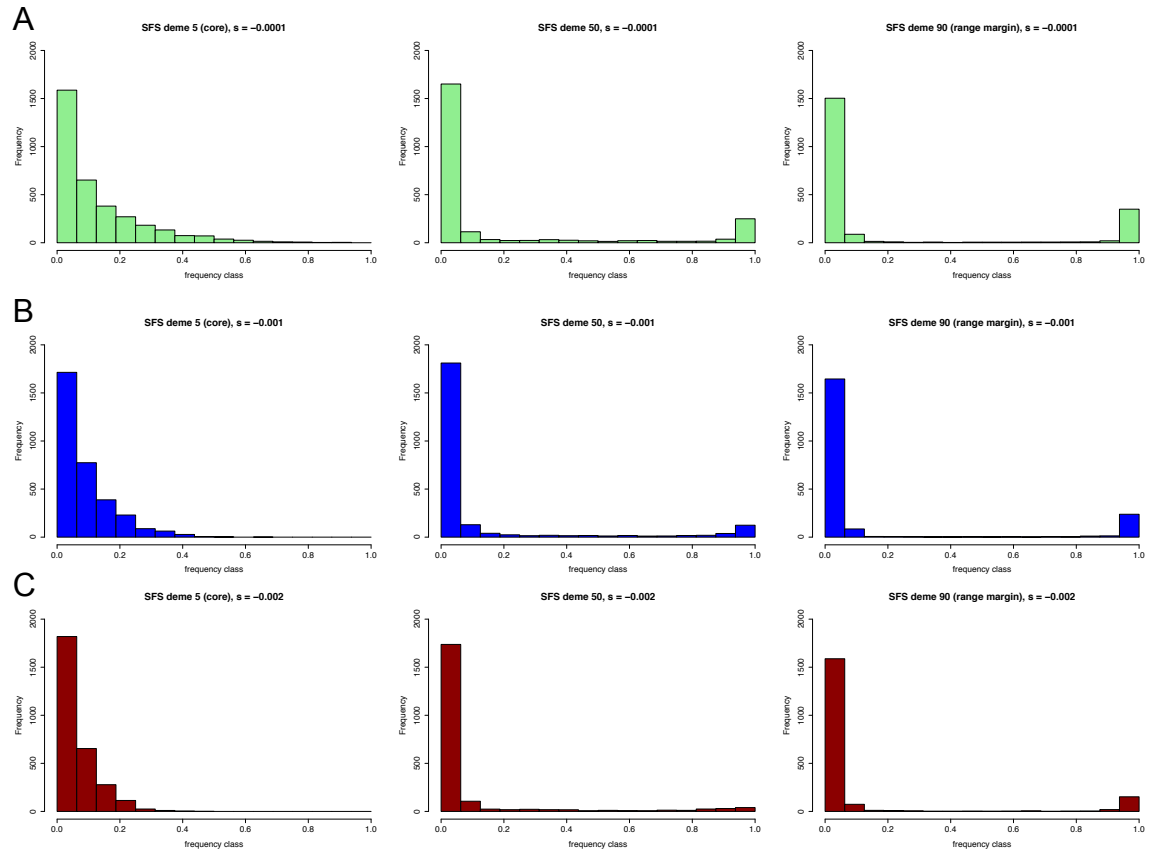 A
SFS deme 5 (core), s = −0.0001
SFS deme 50, s = −0.0001
SFS deme 90 (range margin), s = −0.0001
Frequency
0 500 1000 1500 2000
0.0 0.2 0.4 0.6 0.8 1.0
frequency class
Frequency
0 500 1000 1500 2000
0.0 0.2 0.4 0.6 0.8 1.0
frequency class
Frequency
0 500 1000 1500 2000
0.0 0.2 0.4 0.6 0.8 1.0
frequency class
B
SFS deme 5 (core), s = −0.001
SFS deme 50, s = −0.001
SFS deme 90 (range margin), s = −0.001
Frequency
0 500 1000 1500 2000
0.0 0.2 0.4 0.6 0.8 1.0
frequency class
Frequency
0 500 1000 1500 2000
0.0 0.2 0.4 0.6 0.8 1.0
frequency class
Frequency
0 500 1000 1500 2000
0.0 0.2 0.4 0.6 0.8 1.0
frequency class
C
SFS deme 5 (core), s = −0.002
SFS deme 50, s = −0.002
SFS deme 90 (range margin), s = −0.002
Frequency
0 500 1000 1500 2000
0.0 0.2 0.4 0.6 0.8 1.0
frequency class
Frequency
0 500 1000 1500 2000
0.0 0.2 0.4 0.6 0.8 1.0
frequency class
Frequency
0 500 1000 1500 2000
0.0 0.2 0.4 0.6 0.8 1.0
frequency class